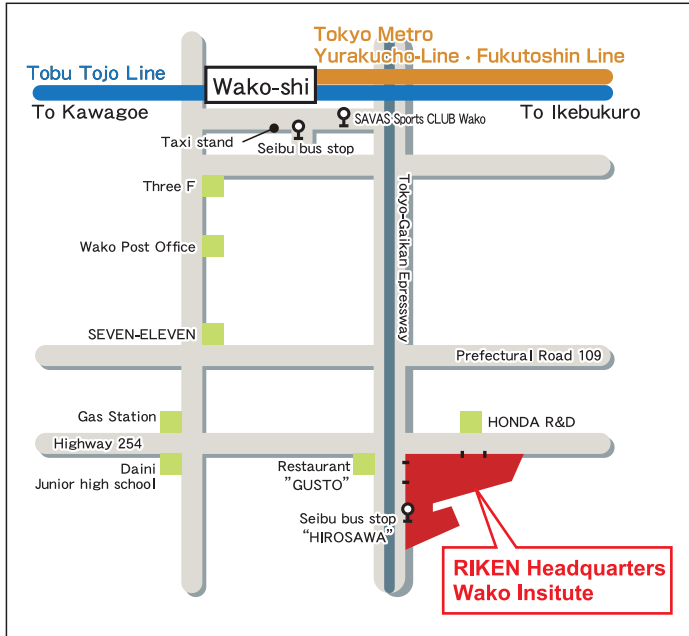 Tokyo Metro
Yurakucho-Line · Fukutoshin Line
Tobu Tojo Line
Wako-shi
To Kawagoe
To Ikebukuro
SAVAS Sports CLUB Wako
Taxi stand
Seibu bus stop
Three F
Tokyo-Gaikan Epressway
Wako Post Office
SEVEN-ELEVEN
Prefectural Road 109
Gas Station
HONDA R&D
Highway 254
Daini
Junior high school
Restaurant
"GUSTO"
Seibu bus stop
"HIROSAWA"
RIKEN Headquarters
Wako Insitute